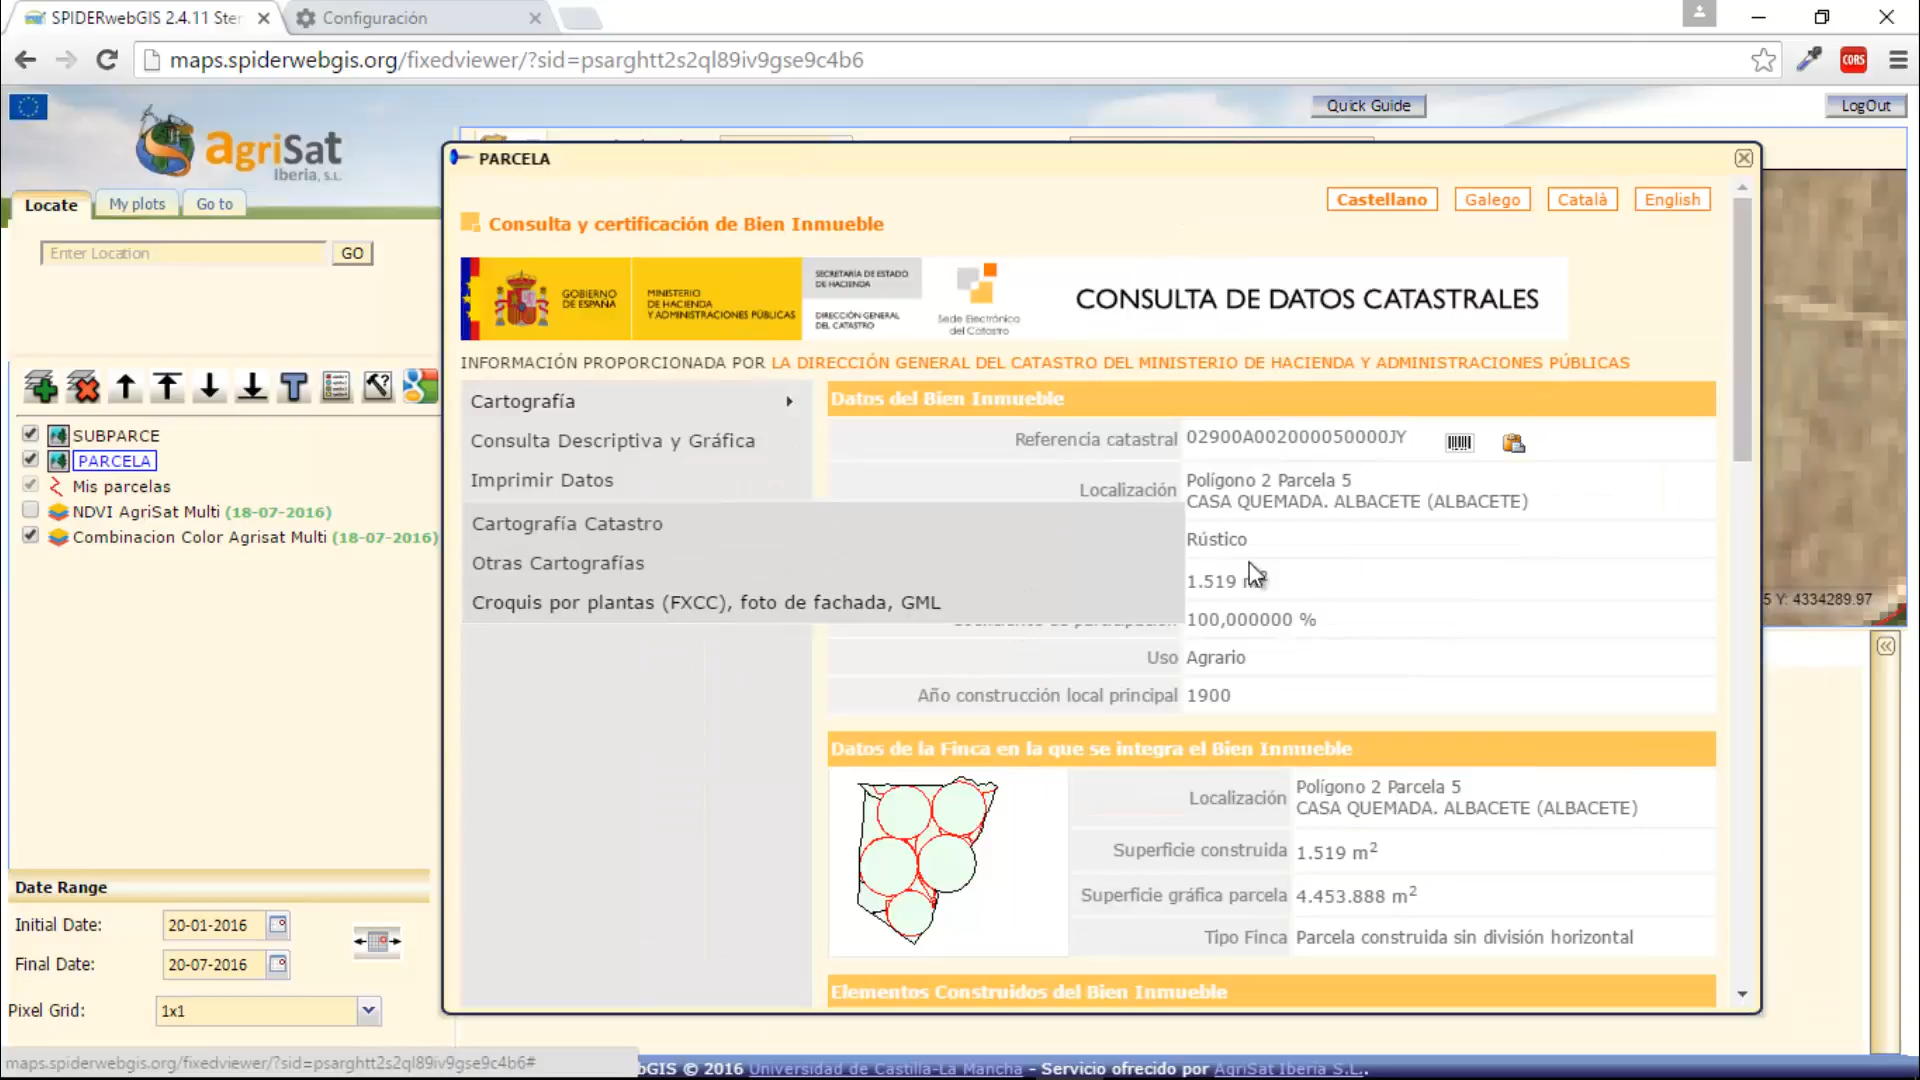 SPIDERwebGIS 2.4.11 Ster
Configuración
maps.spiderwebgis.org/fixedviewer/?sid=psarghtt2s2ql89iv9gse9c4b6
CORS
Quick Guide
LogOut
agriSat
Iberia, S.L.
Locate
My plots
Go to
Enter Location
GO
SUBPARCE
PARCELA
Mis parcelas
NDVI AgriSat Multi (18-07-2016)
Combinacion Color Agrisat Multi (18-07-2016)
Date Range
Initial Date:
20-01-2016
Final Date:
20-07-2016
Pixel Grid:
1x1
PARCELA
Castellano
Galego
Català
English
Consulta y certificación de Bien Inmueble
GOBIERNO
DE ESPAÑA
MINISTERIO
DE HACIENDA
Y ADMINISTRACIONES PÚBLICAS
SECRETARÍA DE ESTADO
DE HACIENDA
DIRECCIÓN GENERAL
DEL CATASTRO
Sede Electrónica
del Catastro
CONSULTA DE DATOS CATASTRALES
INFORMACIÓN PROPORCIONADA POR LA DIRECCIÓN GENERAL DEL CATASTRO DEL MINISTERIO DE HACIENDA Y ADMINISTRACIONES PÚBLICAS
Cartografía
Consulta Descriptiva y Gráfica
Imprimir Datos
Cartografía Catastro
Otras Cartografías
Croquis por plantas (FXCC), foto de fachada, GML
Datos del Bien Inmueble
Referencia catastral 02900A002000050000JY
Localización
Polígono 2 Parcela 5
CASA QUEMADA. ALBACETE (ALBACETE)
Rústico
1.519 m²
100,000000 %
Uso Agrario
Año construcción local principal 1900
Datos de la Finca en la que se integra el Bien Inmueble
Localización
Polígono 2 Parcela 5
CASA QUEMADA. ALBACETE (ALBACETE)
Superficie construida 1.519 m²
Superficie gráfica parcela 4.453.888 m²
Tipo Finca Parcela construida sin división horizontal
Elementos Construidos del Bien Inmueble
5 Y: 4334289.97
maps.spiderwebgis.org/fixedviewer/?sid=psarghtt2s2ql89iv9gse9c4b6#
bGIS © 2016 Universidad de Castilla-La Mancha - Servicio ofrecido por AgriSat Iberia S.L..